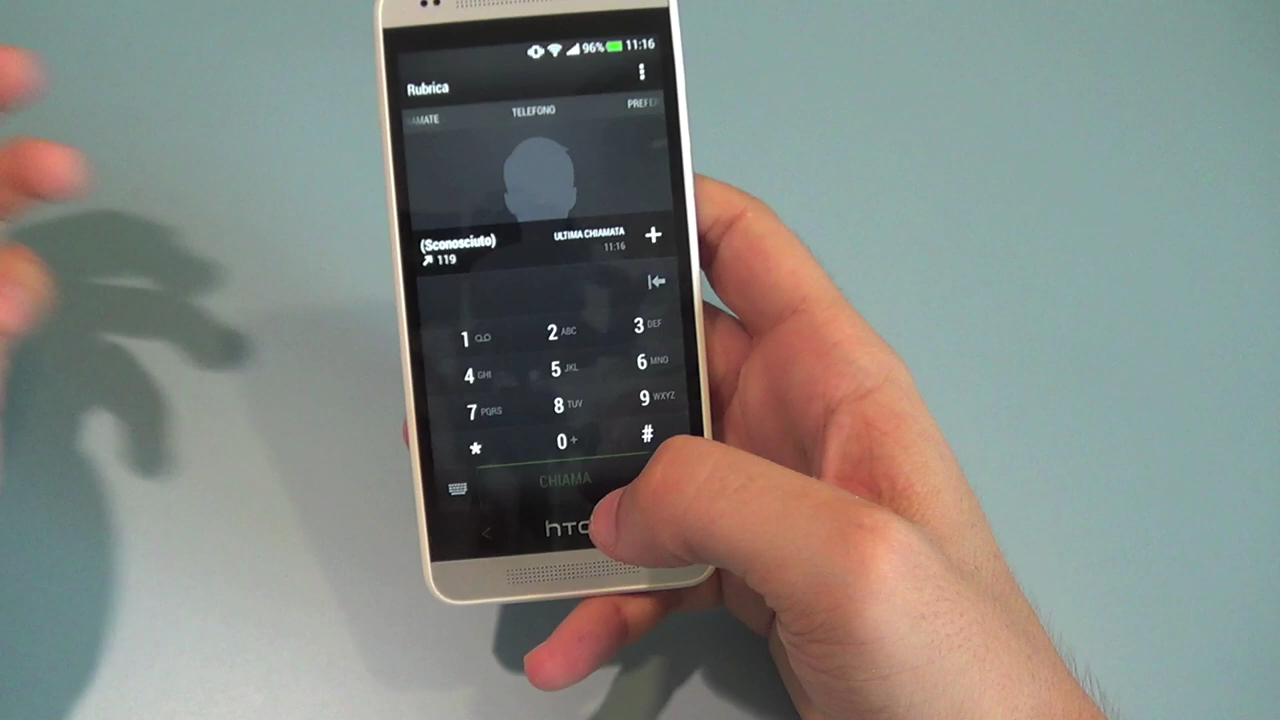 96% 11:16
Rubrica
AMATE TELEFONO PREFE
(Sconosciuto) ULTIMA CHIAMATA
119 11:16
1 2 ABC 3 DEF
4 GHI 5 JKL 6 MNO
7 PQRS 8 TUV 9 WXYZ
* 0 + #
CHIAMA
htc